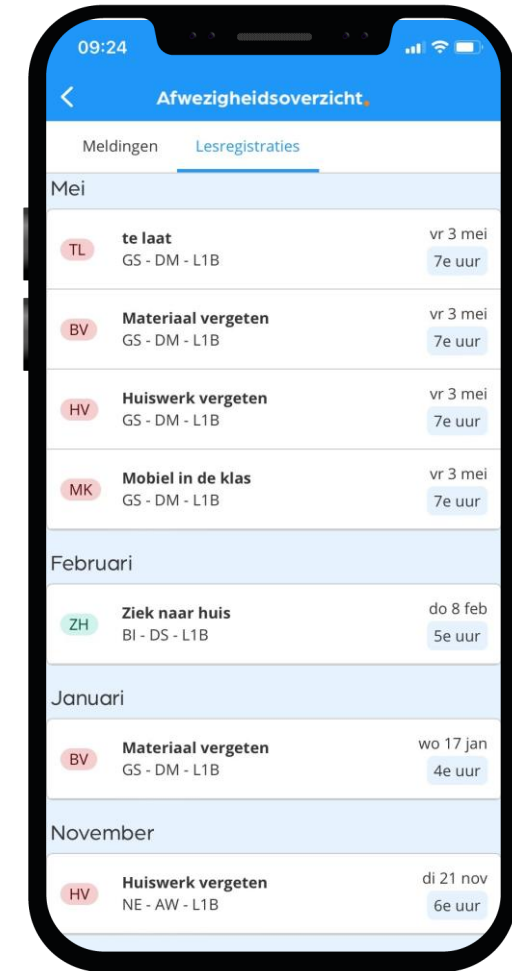 09:24
Afwezigheidsoverzicht.
Meldingen Lesregistraties
Mei
TL te laat vr 3 mei
GS - DM - L1B 7e uur
BV Materiaal vergeten vr 3 mei
GS - DM - L1B 7e uur
HV Huiswerk vergeten vr 3 mei
GS - DM - L1B 7e uur
MK Mobiel in de klas vr 3 mei
GS - DM - L1B 7e uur
Februari
ZH Ziek naar huis do 8 feb
BI - DS - L1B 5e uur
Januari
BV Materiaal vergeten wo 17 jan
GS - DM - L1B 4e uur
November
HV Huiswerk vergeten di 21 nov
NE - AW - L1B 6e uur